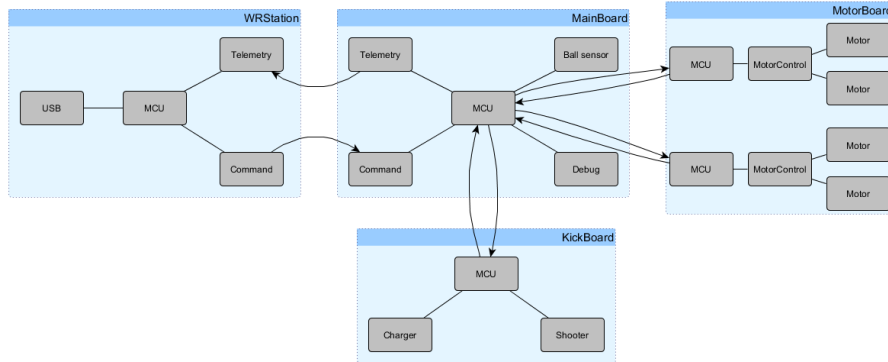 WRStation
Telemetry
USB
MCU
Command
MainBoard
Telemetry
Ball sensor
MCU
Command
Debug
MotorBoard
Motor
MCU
MotorControl
Motor
Motor
MCU
MotorControl
Motor
KickBoard
MCU
Charger
Shooter